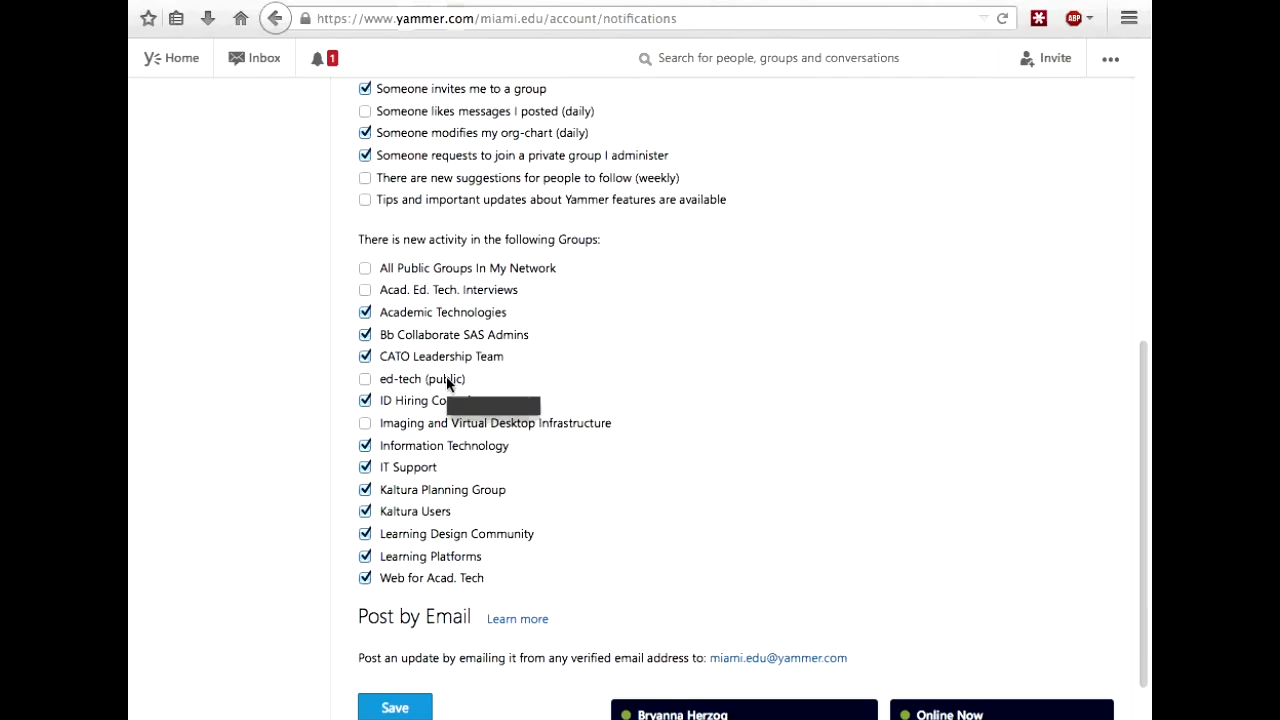 https://www.yammer.com/miami.edu/account/notifications
ABP
Home
Inbox
1
Search for people, groups and conversations
Invite
Someone invites me to a group
Someone likes messages I posted (daily)
Someone modifies my org-chart (daily)
Someone requests to join a private group I administer
There are new suggestions for people to follow (weekly)
Tips and important updates about Yammer features are available
There is new activity in the following Groups:
All Public Groups In My Network
Acad. Ed. Tech. Interviews
Academic Technologies
Bb Collaborate SAS Admins
CATO Leadership Team
ed-tech (public)
ID Hiring
Imaging and Virtual Desktop Infrastructure
Information Technology
IT Support
Kaltura Planning Group
Kaltura Users
Learning Design Community
Learning Platforms
Web for Acad. Tech
Post by Email Learn more
Post an update by emailing it from any verified email address to: miami.edu@yammer.com
Save
Bryanna Herzog
Online Now